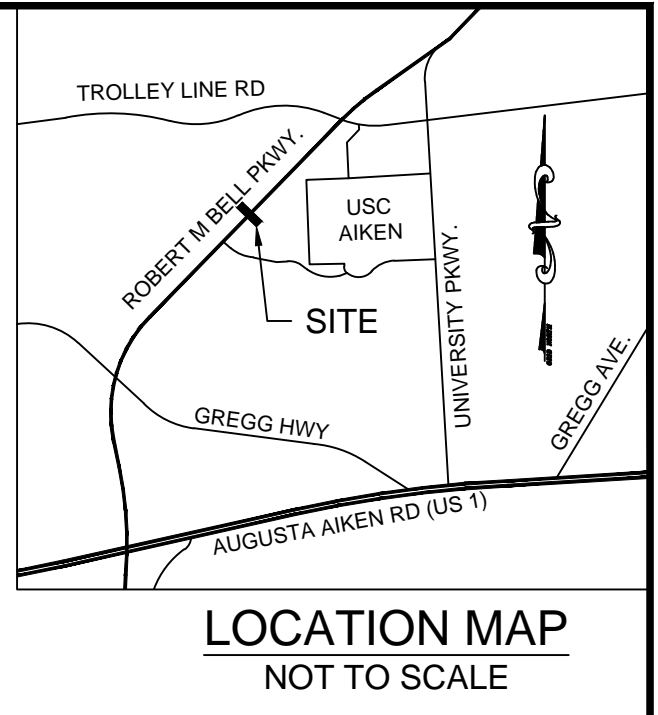 TROLLEY LINE RD
ROBERT M BELL PKWY.
USC
AIKEN
SITE
UNIVERSITY PKWY.
GREGG AVE.
GREGG HWY
AUGUSTA AIKEN RD (US 1)
LOCATION MAP
NOT TO SCALE